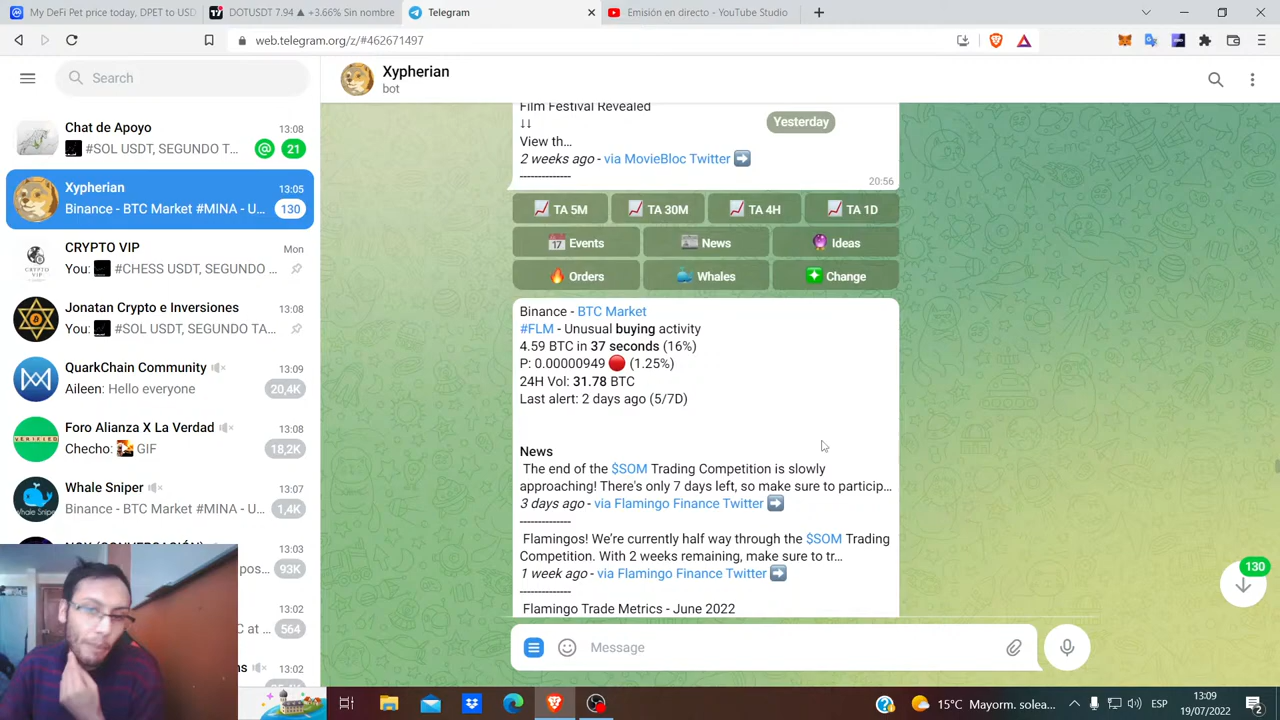 My DeFi Pet price today, DPET to USD
DOTUSDT 7.94 ▲ +3.66% Sin nombre
Telegram
Emisión en directo - YouTube Studio
web.telegram.org/z/#462671497
Search
Xypherian
bot
Chat de Apoyo
13:08
#SOL USDT, SEGUNDO T...
@
21
Xypherian
13:05
Binance - BTC Market #MINA - U...
130
CRYPTO VIP
Mon
You: #CHESS USDT, SEGUNDO ...
Jonatan Crypto e Inversiones
13:08
You: #SOL USDT, SEGUNDO TA...
QuarkChain Community
13:09
Aileen: Hello everyone
20,4K
Foro Alianza X La Verdad
13:08
Checho: GIF
18,2K
Whale Sniper
13:07
Binance - BTC Market #MINA - U...
1,4K
13:03
pos...
93K
13:02
C at ...
564
13:02
Film Festival Revealed
↓↓
View th...
2 weeks ago - via MovieBloc Twitter ➡
--------------
20:56
Yesterday
TA 5M
TA 30M
TA 4H
TA 1D
Events
News
Ideas
Orders
Whales
Change
Binance - BTC Market
#FLM - Unusual buying activity
4.59 BTC in 37 seconds (16%)
P: 0.00000949 🔴 (1.25%)
24H Vol: 31.78 BTC
Last alert: 2 days ago (5/7D)
News
The end of the $SOM Trading Competition is slowly
approaching! There's only 7 days left, so make sure to particip...
3 days ago - via Flamingo Finance Twitter ➡
--------------
Flamingos! We're currently half way through the $SOM Trading
Competition. With 2 weeks remaining, make sure to tr...
1 week ago - via Flamingo Finance Twitter ➡
--------------
Flamingo Trade Metrics - June 2022
130
Message
15°C Mayorm. solea...
ESP
13:09
19/07/2022
2